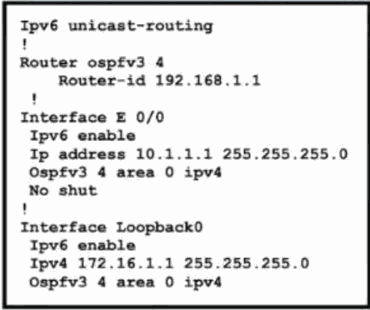 Ipv6 unicast-routing
!
Router ospfv3 4
Router-id 192.168.1.1
!
Interface E 0/0
Ipv6 enable
Ip address 10.1.1.1 255.255.255.0
Ospfv3 4 area 0 ipv4
No shut
!
Interface Loopback0
Ipv6 enable
Ipv4 172.16.1.1 255.255.255.0
Ospfv3 4 area 0 ipv4